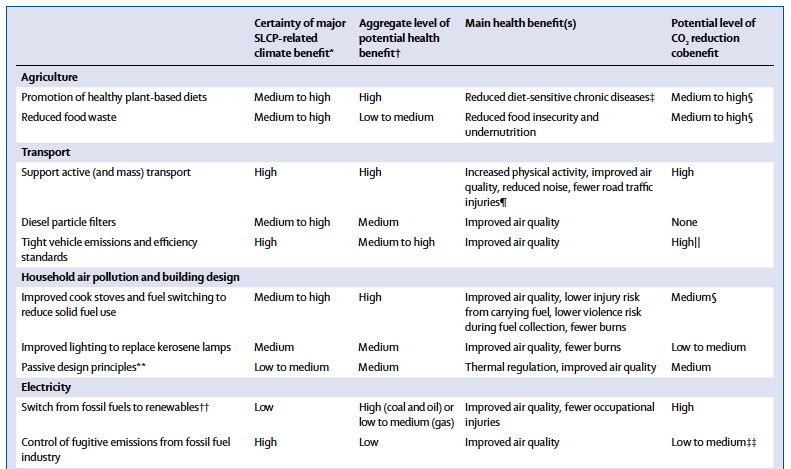 Certainty of major SLCP-related climate benefit* Aggregate level of potential health benefit† Main health benefit(s) Potential level of CO₂ reduction cobenefit
Agriculture
Promotion of healthy plant-based diets Medium to high High Reduced diet-sensitive chronic diseases‡ Medium to high§
Reduced food waste Medium to high Low to medium Reduced food insecurity and undernutrition Medium to high§
Transport
Support active (and mass) transport High High Increased physical activity, improved air quality, reduced noise, fewer road traffic injuries¶ High
Diesel particle filters Medium to high Medium Improved air quality None
Tight vehicle emissions and efficiency standards High Medium to high Improved air quality High||
Household air pollution and building design
Improved cook stoves and fuel switching to reduce solid fuel use Medium to high High Improved air quality, lower injury risk from carrying fuel, lower violence risk during fuel collection, fewer burns Medium§
Improved lighting to replace kerosene lamps Medium Medium Improved air quality, fewer burns Low to medium
Passive design principles** Low to medium Medium Thermal regulation, improved air quality Medium
Electricity
Switch from fossil fuels to renewables†† Low High (coal and oil) or low to medium (gas) Improved air quality, fewer occupational injuries High
Control of fugitive emissions from fossil fuel industry High Low Improved air quality Low to medium‡‡